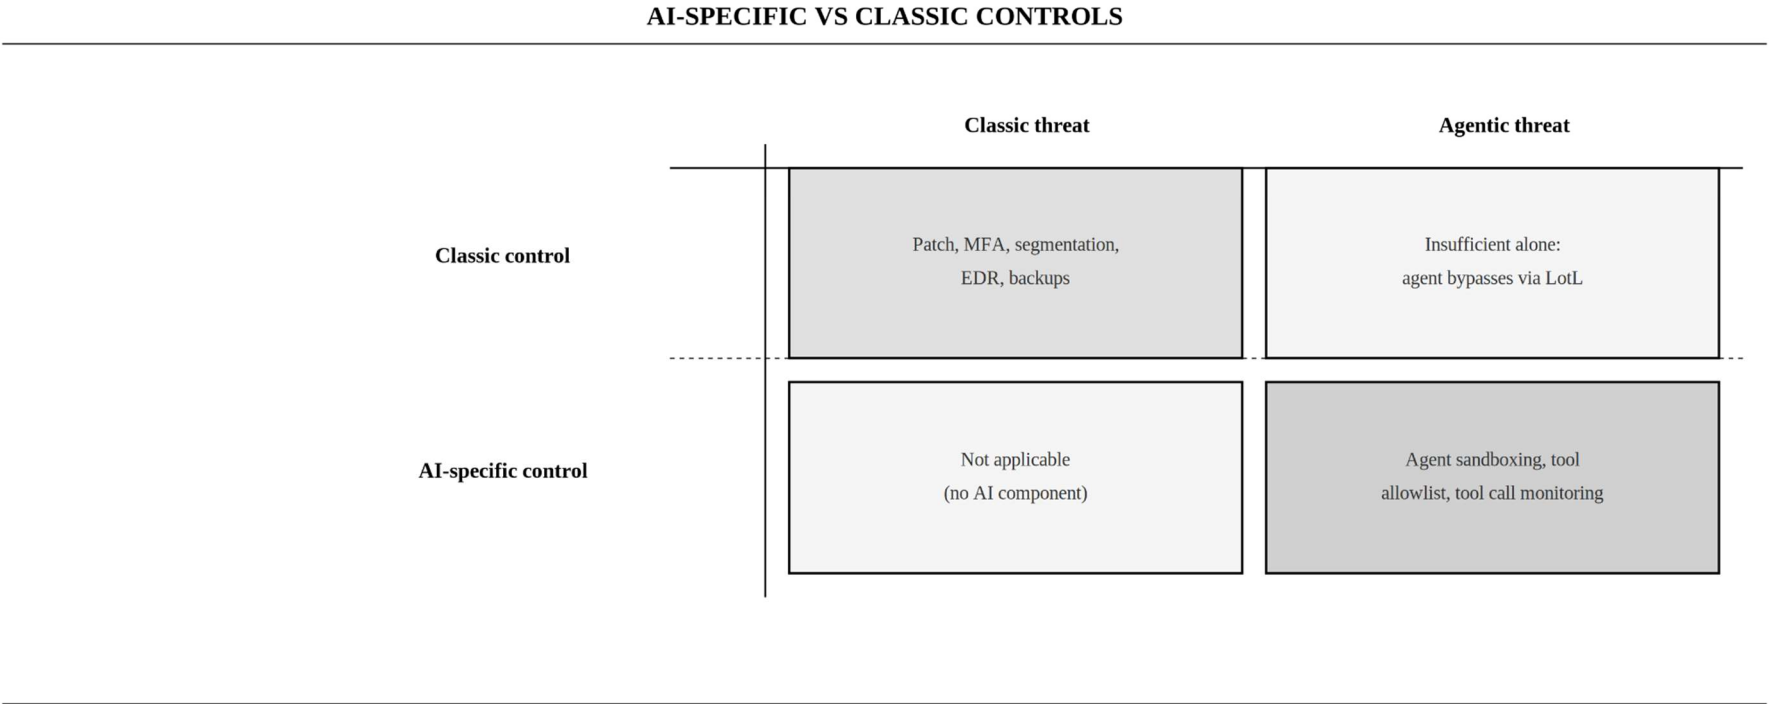 AI-SPECIFIC VS CLASSIC CONTROLS
Classic threat
Agentic threat
Classic control
Patch, MFA, segmentation,
EDR, backups
Insufficient alone:
agent bypasses via LotL
AI-specific control
Not applicable
(no AI component)
Agent sandboxing, tool
allowlist, tool call monitoring